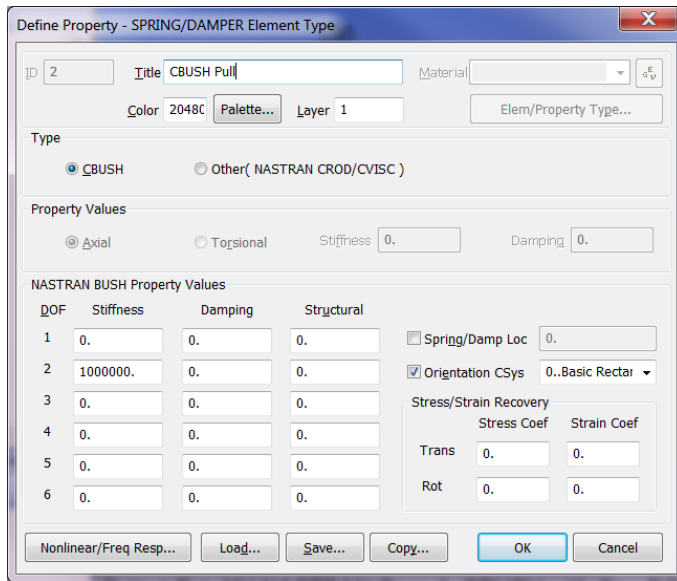 Define Property - SPRING/DAMPER Element Type
ID 2 Title CBUSH Pull Material
Color 2048 Palette... Layer 1 Elem/Property Type...
Type
CBUSH Other( NASTRAN CROD/CVISC )
Property Values
Axial Torsional Stiffness 0. Damping 0.
NASTRAN BUSH Property Values
DOF Stiffness Damping Structural
1 0. 0. 0. Spring/Damp Loc 0.
2 1000000. 0. 0. Orientation CSys 0..Basic Rectar
3 0. 0. 0. Stress/Strain Recovery
Stress Coef Strain Coef
4 0. 0. 0. Trans 0. 0.
5 0. 0. 0. Rot 0. 0.
6 0. 0. 0.
Nonlinear/Freq Resp... Load... Save... Copy... OK Cancel